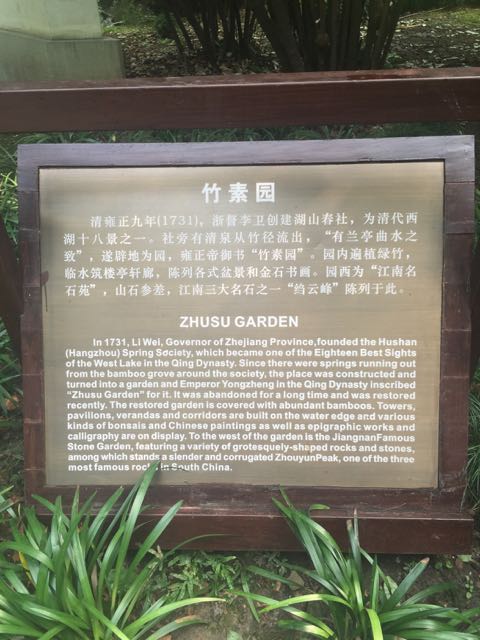 竹素园
清雍正九年(1731)，浙督李卫创建湖山春社，为清代西
湖十八景之一。社旁有清泉从竹径流出，“有兰亭曲水之
致”，遂辟地为园，雍正帝御书“竹素园”。园内遍植绿竹，
临水筑楼亭轩廊，陈列各式盆景和金石书画。园西为“江南名
石苑”，山石参差，江南三大名石之一“绉云峰”陈列于此。
ZHUSU GARDEN
In 1731, LI Wei, Governor of Zhejiang Province,founded the Hushan
(Hangzhou) Spring Society, which became one of the Eighteen Best Sights
of the West Lake in the Qing Dynasty. Since there were springs running out
from the bamboo grove around the society, the place was constructed and
turned into a garden and Emperor Yongzheng in the Qing Dynasty inscribed
“Zhusu Garden” for it. It was abandoned for a long time and was restored
recently. The restored garden is covered with abundant bamboos. Towers,
pavilions, verandas and corridors are built on the water edge and various
kinds of bonsais and Chinese paintings as well as epigraphic works and
calligraphy are on display. To the west of the garden is the JiangnanFamous
Stone Garden, featuring a variety of grotesquely-shaped rocks and stones,
among which stands a slender and corrugated ZhouyunPeak, one of the three
most famous rocks in South China.